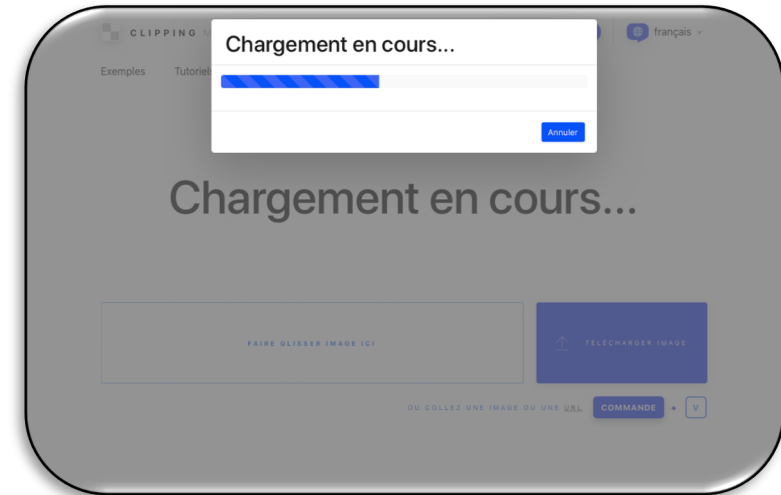 CLIPPING
français
Chargement en cours...
Exemples
Annuler
Chargement en cours...
FAIRE GLISSER IMAGE ICI
TÉLÉCHARGER IMAGE
OU COLLEZ UNE IMAGE OU UNE URL
COMMANDE + V